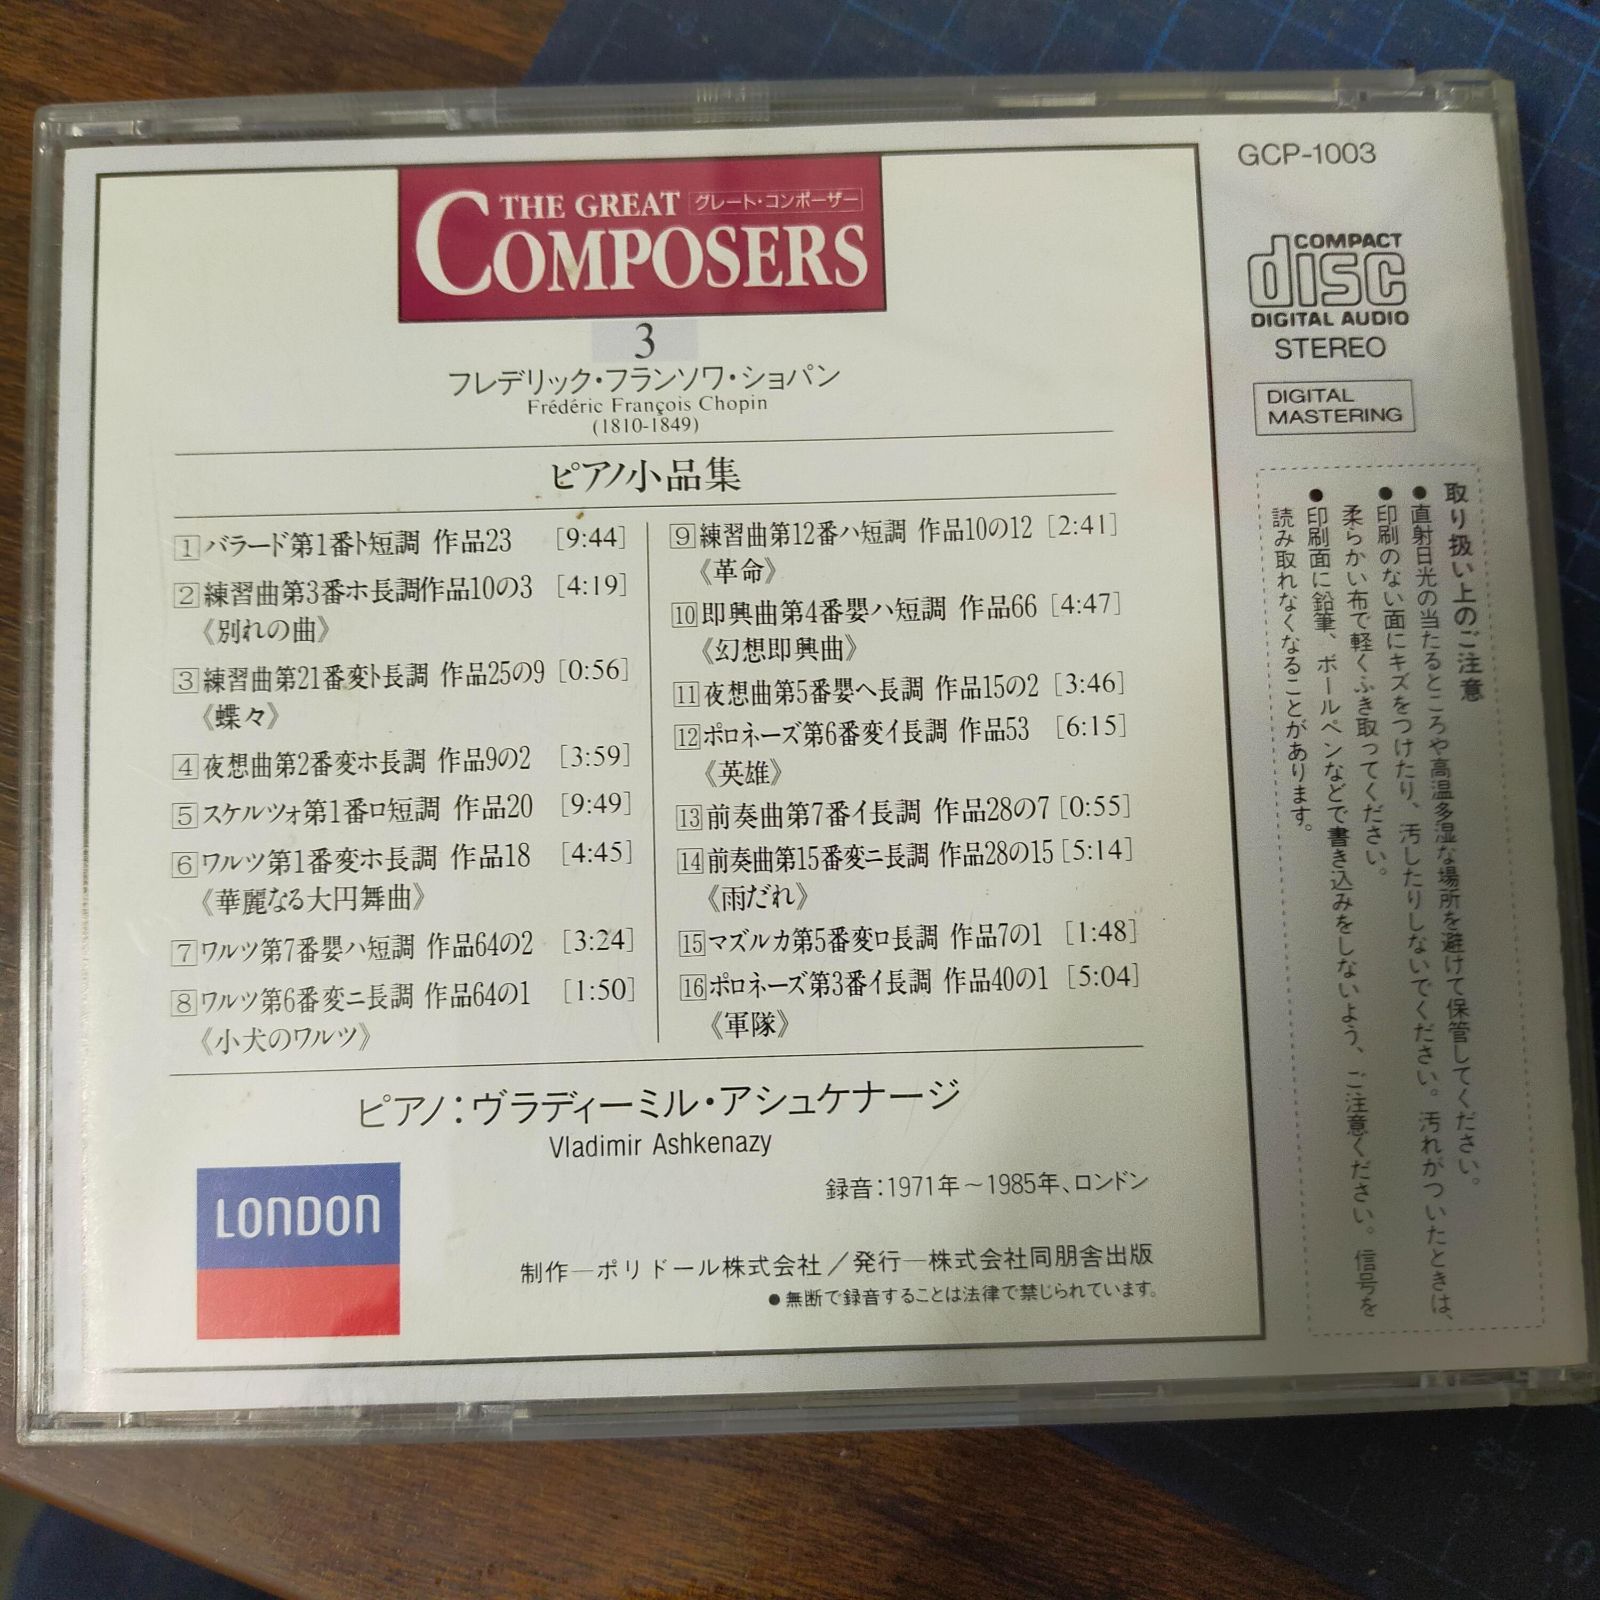 THE GREAT グレート・コンポーザー
COMPOSERS
3
フレデリック・フランソワ・ショパン
Frédéric François Chopin
(1810-1849)
ピアノ小品集
1 バラード第1番ト短調 作品23 [9:44]
2 練習曲第3番ホ長調作品10の3 [4:19]
《別れの曲》
3 練習曲第21番変ト長調 作品25の9 [0:56]
《蝶々》
4 夜想曲第2番変ホ長調 作品9の2 [3:59]
5 スケルツォ第1番ロ短調 作品20 [9:49]
6 ワルツ第1番変ホ長調 作品18 [4:45]
《華麗なる大円舞曲》
7 ワルツ第7番嬰ハ短調 作品64の2 [3:24]
8 ワルツ第6番変ニ長調 作品64の1 [1:50]
《小犬のワルツ》
9 練習曲第12番ハ短調 作品10の12 [2:41]
《革命》
10 即興曲第4番嬰ハ短調 作品66 [4:47]
《幻想即興曲》
11 夜想曲第5番嬰ヘ長調 作品15の2 [3:46]
12 ポロネーズ第6番変イ長調 作品53 [6:15]
《英雄》
13 前奏曲第7番イ長調 作品28の7 [0:55]
14 前奏曲第15番変ニ長調 作品28の15 [5:14]
《雨だれ》
15 マズルカ第5番変ロ長調 作品7の1 [1:48]
16 ポロネーズ第3番イ長調 作品40の1 [5:04]
《軍隊》
ピアノ：ヴラディーミル・アシュケナージ
Vladimir Ashkenazy
LONDON
録音：1971年〜1985年、ロンドン
制作—ポリドール株式会社／発行—株式会社同朋舎出版
●無断で録音することは法律で禁じられています。
GCP-1003
COMPACT
disc
DIGITAL AUDIO
STEREO
DIGITAL
MASTERING
取り扱い上のご注意
●直射日光の当たるところや高温多湿な場所を避けて保管してください。
●印刷のない面にキズをつけたり、汚したりしないでください。汚れがついたときは、
柔らかい布で軽くふき取ってください。
●印刷面に鉛筆、ボールペンなどで書き込みをしないよう、ご注意ください。信号を
読み取れなくなることがあります。
10